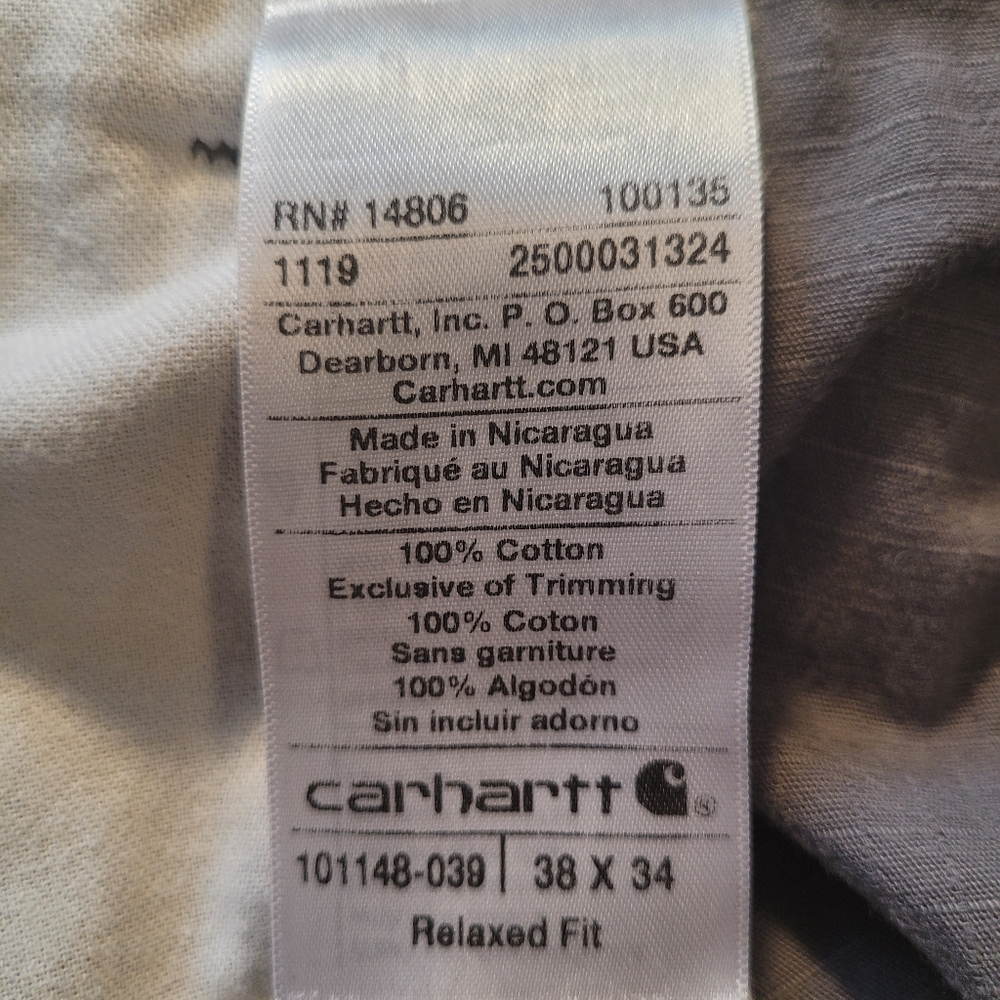 RN# 14806 100135
1119 2500031324
Carhartt, Inc. P. O. Box 600
Dearborn, MI 48121 USA
Carhartt.com
Made in Nicaragua
Fabriqué au Nicaragua
Hecho en Nicaragua
100% Cotton
Exclusive of Trimming
100% Coton
Sans garniture
100% Algodón
Sin incluir adorno
carhartt ®
101148-039 | 38 X 34
Relaxed Fit